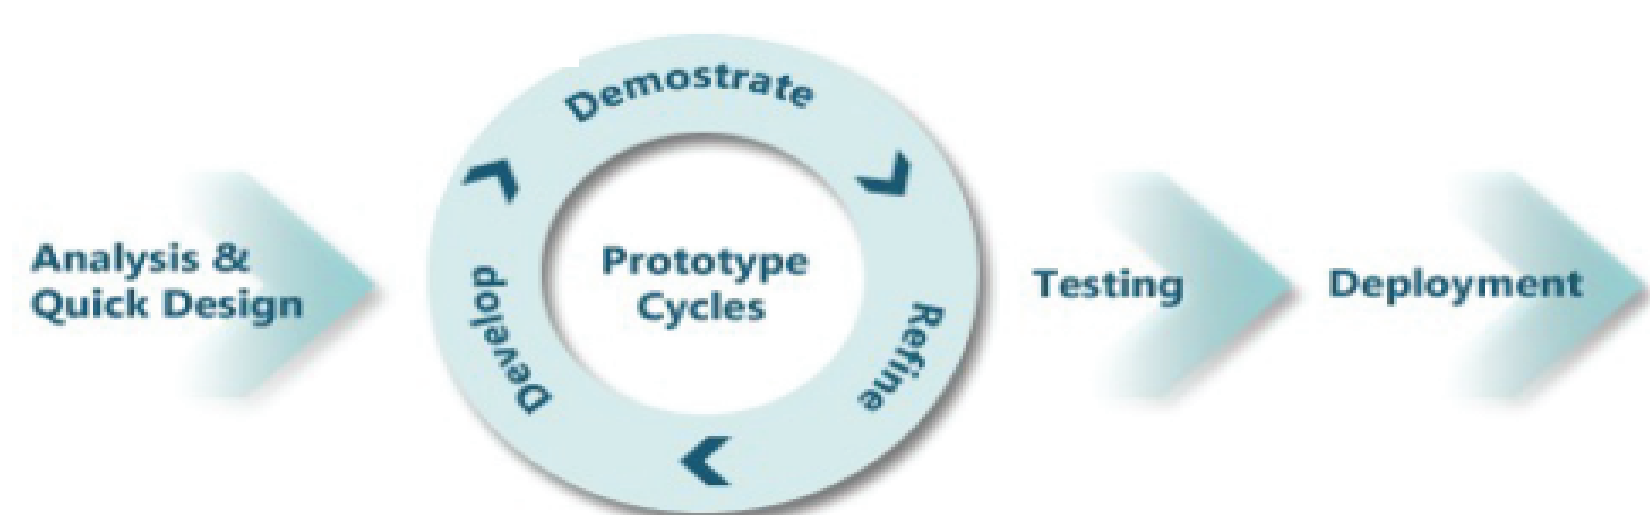 Analysis &
Quick Design
Demostrate
Develop
Prototype
Cycles
Refine
Testing
Deployment